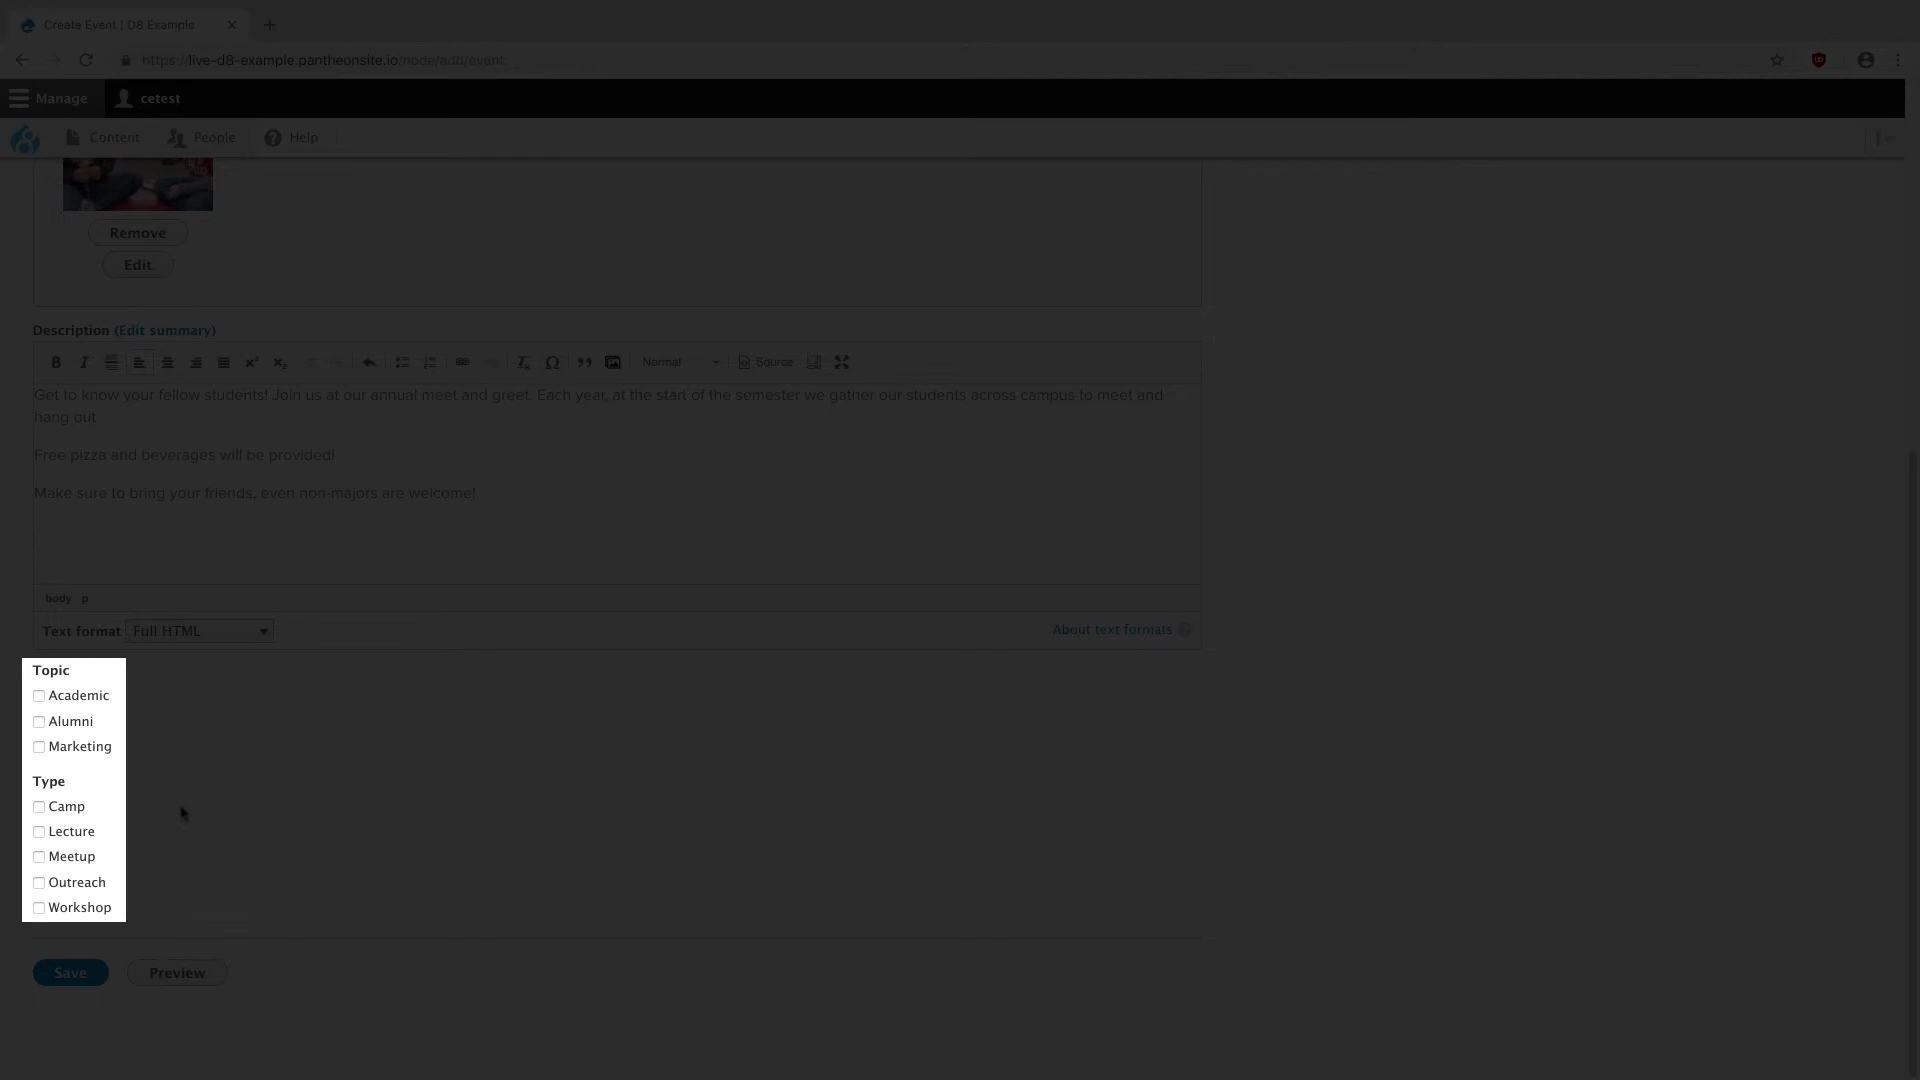 Create Event | D8 Example
https://live-d8-example.pantheonsite.io/node/add/event
Manage
cetest
Content
People
Help
Remove
Edit
Description (Edit summary)
Normal
Source
Get to know your fellow students! Join us at our annual meet and greet. Each year, at the start of the semester we gather our students across campus to meet and
hang out
Free pizza and beverages will be provided!
Make sure to bring your friends, even non-majors are welcome!
body p
Text format Full HTML
About text formats
Topic
Academic
Alumni
Marketing
Type
Camp
Lecture
Meetup
Outreach
Workshop
Save
Preview